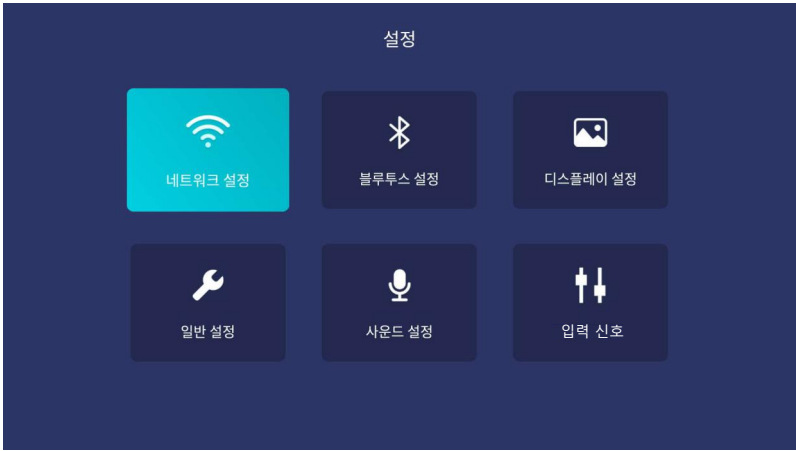 설정
네트워크 설정
블루투스 설정
디스플레이 설정
일반 설정
사운드 설정
입력 신호